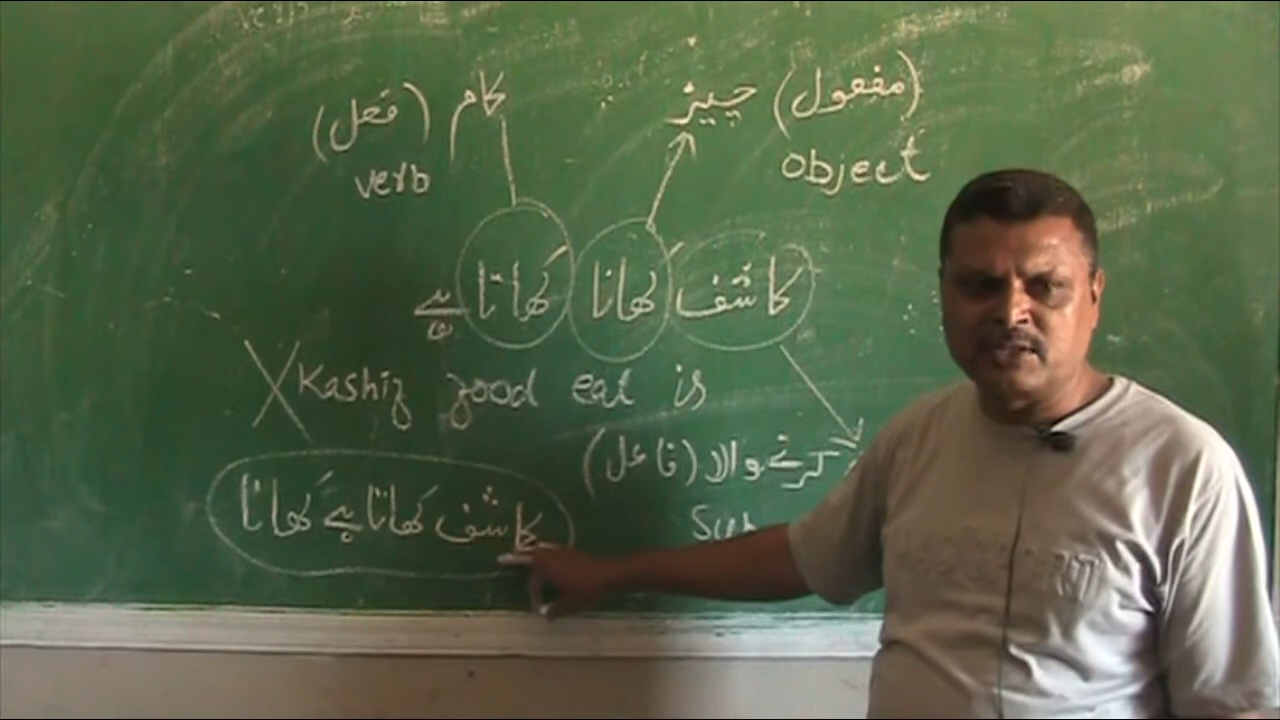 کام (فعل)
verb
چیز (مفعول)
object
کاشف کھانا کھاتا ہے
Kashif food eat is
کرنے والا (فاعل)
Sub
کاشف کھاتا ہے کھانا